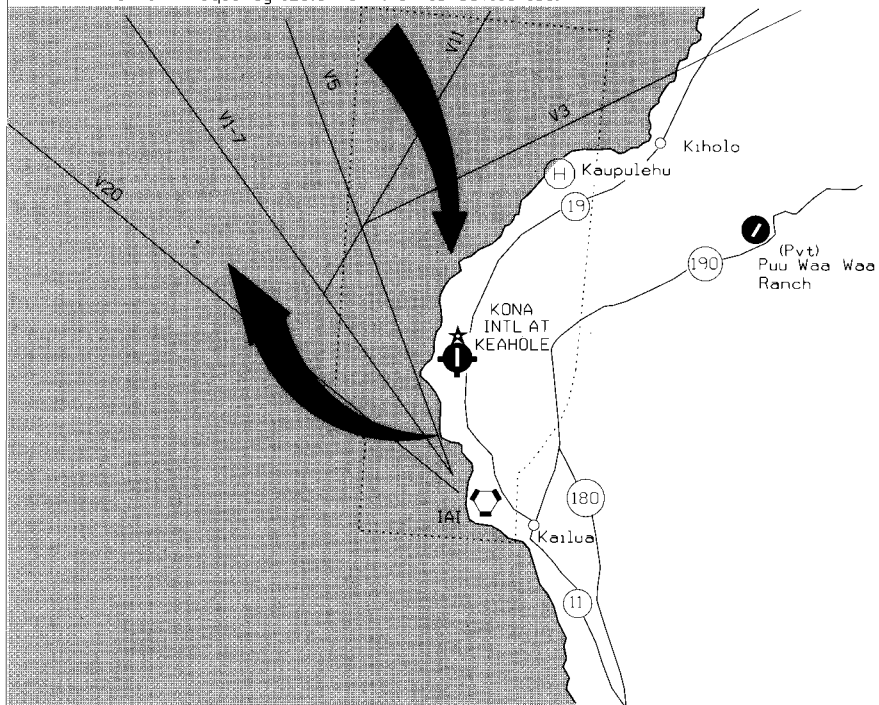 V11
V5
V3
V1-7
V20
Kiholo
H
Kaupulehu
19
(Pvt)
Puu Waa Waa
Ranch
190
KONA
INTL AT
KEAHOLE
180
IAI
Kailua
11